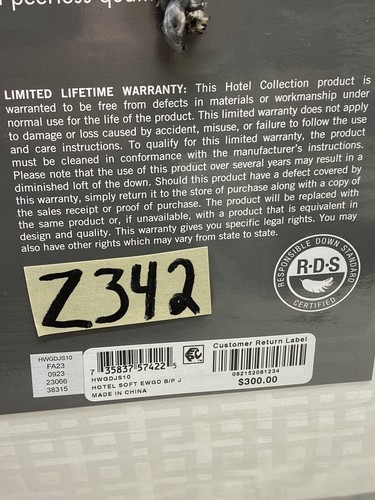 LIMITED LIFETIME WARRANTY: This Hotel Collection product is
warranted to be free from defects in materials or workmanship under
normal use for the life of the product. This limited warranty does not apply
to damage or loss caused by accident, misuse, or failure to follow the use
and care instructions. To qualify for this limited warranty, the product
must be cleaned in conformance with the manufacturer's instructions.
Please note that the use of this product over several years may result in a
diminished loft of the down. Should this product have a defect covered by
this warranty, simply return it to the store of purchase along with a copy of
the sales receipt or proof of purchase. The product will be replaced with
the same product or, if unavailable, with a product that is equivalent in
design and quality. This warranty gives you specific legal rights. You may
also have other rights which may vary from state to state.
RESPONSIBLE DOWN STANDARD
R·D·S
CERTIFIED
Z342
HWGDJS10
FA23
0923
23066
38315
7 35837 57422 5
HWGDJS10
HOTEL SOFT EWGD B/P J
MADE IN CHINA
Customer Return Label
082152081234
$300.00